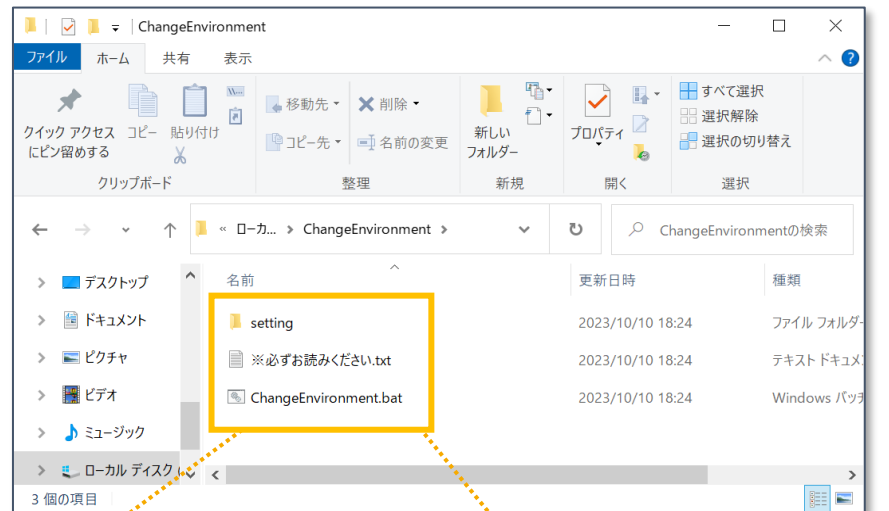 ChangeEnvironment
ファイル ホーム 共有 表示
クイック アクセス
にピン留めする
コピー
貼り付け
移動先
コピー先
削除
名前の変更
新しい
フォルダー
プロパティ
すべて選択
選択解除
選択の切り替え
クリップボード 整理 新規 開く 選択
« ローカ... > ChangeEnvironment >
ChangeEnvironmentの検索
デスクトップ
ドキュメント
ピクチャ
ビデオ
ミュージック
ローカル ディスク (
名前 更新日時 種類
setting 2023/10/10 18:24 ファイル フォルダー
※必ずお読みください.txt 2023/10/10 18:24 テキスト ドキュメ
ChangeEnvironment.bat 2023/10/10 18:24 Windows バッチ
3 個の項目